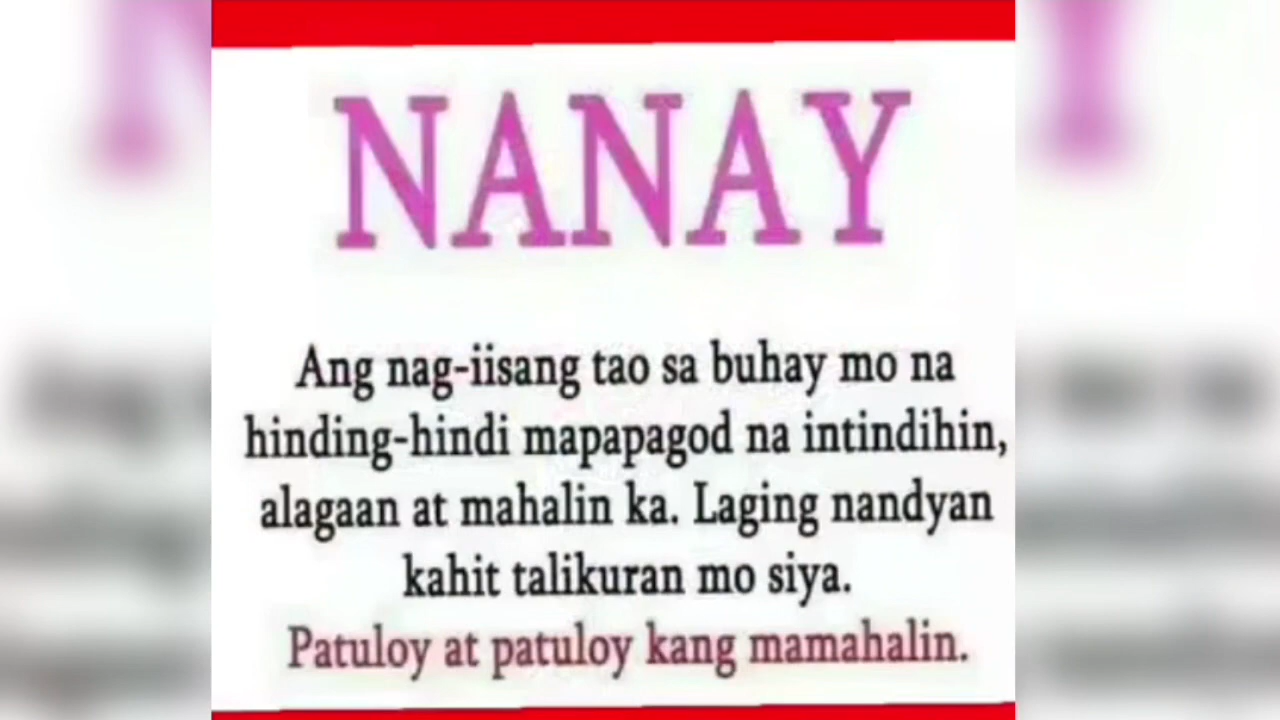 NANAY
Ang nag-iisang tao sa buhay mo na
hinding-hindi mapapagod na intindihin,
alagaan at mahalin ka. Laging nandyan
kahit talikuran mo siya.
Patuloy at patuloy kang mamahalin.